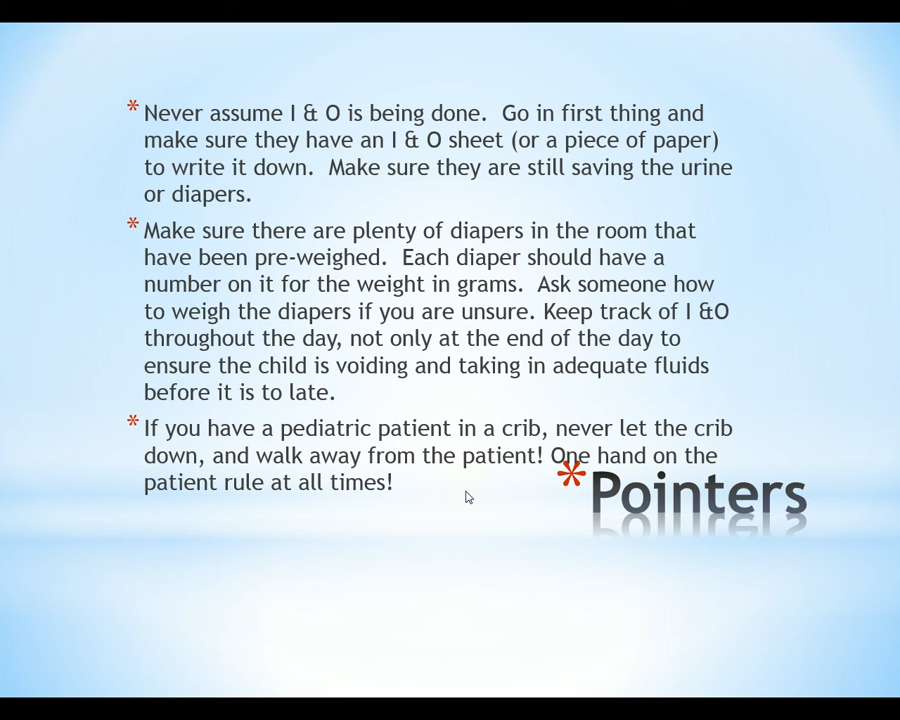 * Never assume I & O is being done.  Go in first thing and
make sure they have an I & O sheet (or a piece of paper)
to write it down.  Make sure they are still saving the urine
or diapers.
* Make sure there are plenty of diapers in the room that
have been pre-weighed.  Each diaper should have a
number on it for the weight in grams.  Ask someone how
to weigh the diapers if you are unsure. Keep track of I &O
throughout the day, not only at the end of the day to
ensure the child is voiding and taking in adequate fluids
before it is to late.
* If you have a pediatric patient in a crib, never let the crib
down, and walk away from the patient! One hand on the
patient rule at all times!
* Pointers